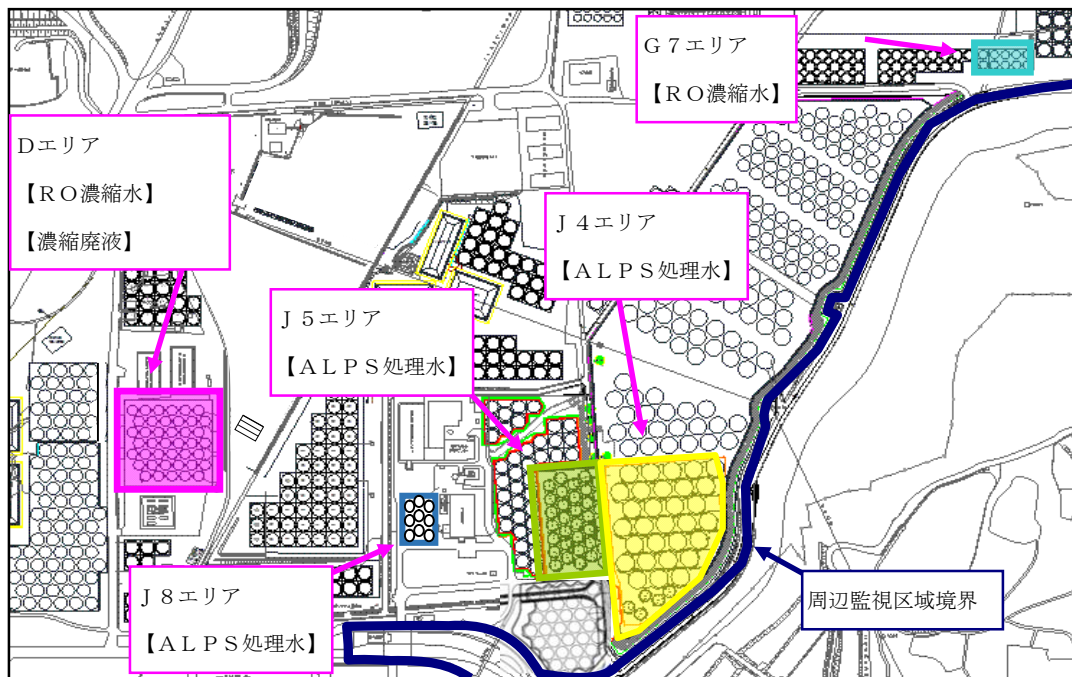 G7エリア
【RO濃縮水】
Dエリア
【RO濃縮水】
【濃縮廃液】
J4エリア
【ALPS処理水】
J5エリア
【ALPS処理水】
J8エリア
【ALPS処理水】
周辺監視区域境界